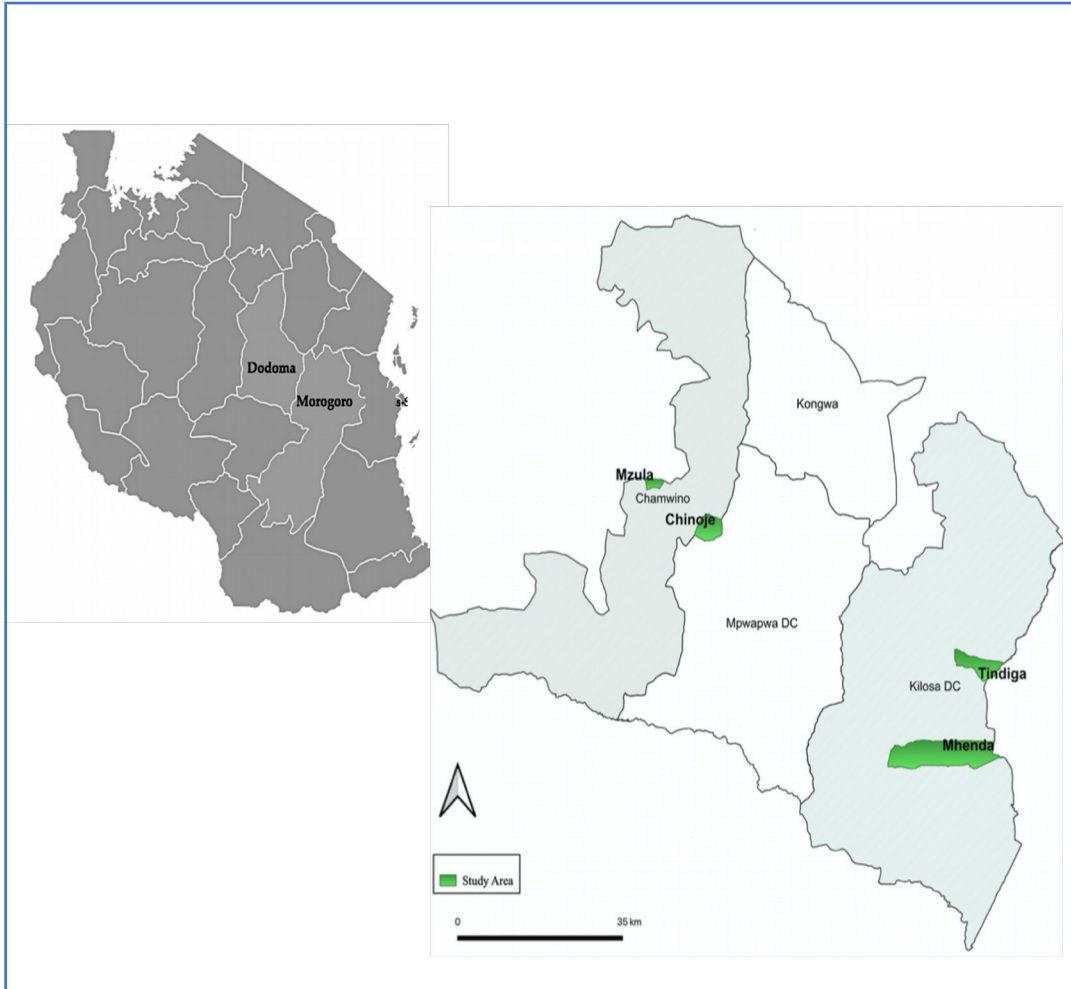 Dodoma
Morogoro
Kongwa
Mzula
Chamwino
Chinoje
Mpwapwa DC
Tindiga
Kilosa DC
Mhenda
Study Area
0 35 km